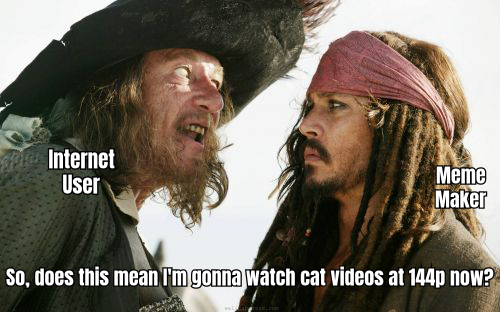 Internet
User
Meme
Maker
So, does this mean I'm gonna watch cat videos at 144p now?